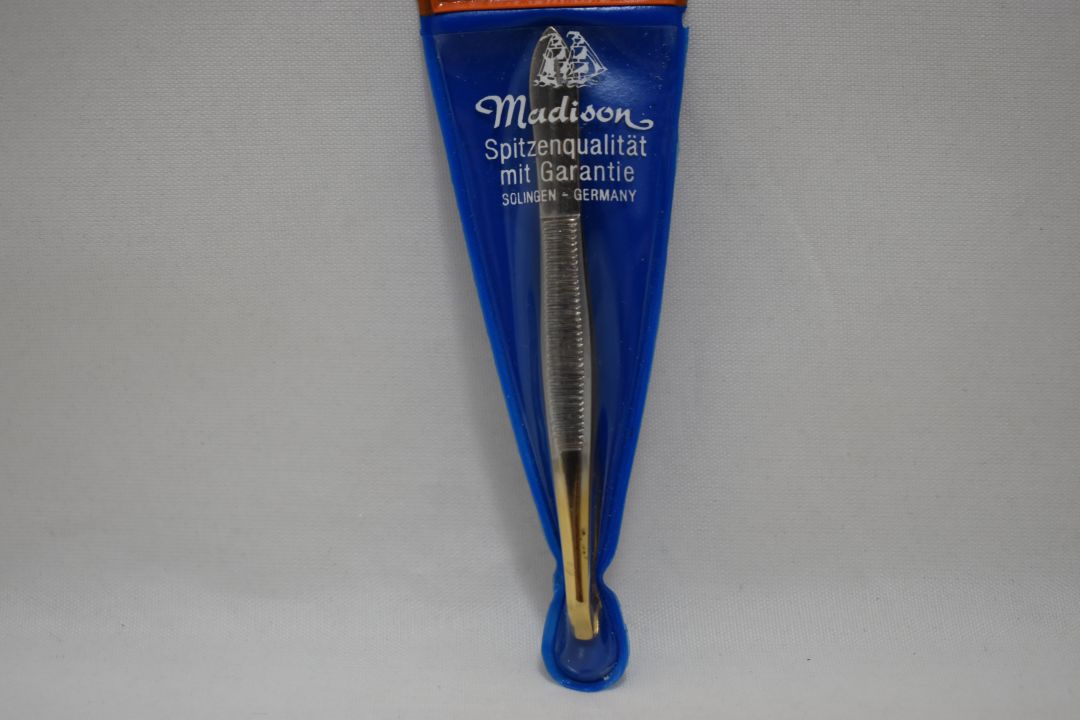 Madison
Spitzenqualität
mit Garantie
SOLINGEN - GERMANY